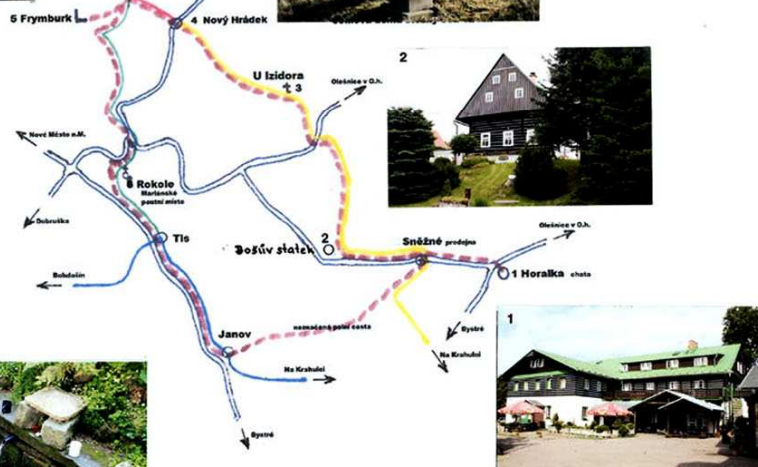 5 Frymburk
4 Nový Hrádek
U Izidora
3
Olešnice v O.h.
2
Nové Město n.M.
6 Rokole
Mariánské
poutní místo
Dobruška
Tis
2
Bošův statek
Sněžné prodejna
Olešnice v O.h.
Bohdašín
1 Horalka chata
1
Bystré
neznačená polní cesta
Janov
Na Krahulci
Na Krahulci
Bystré